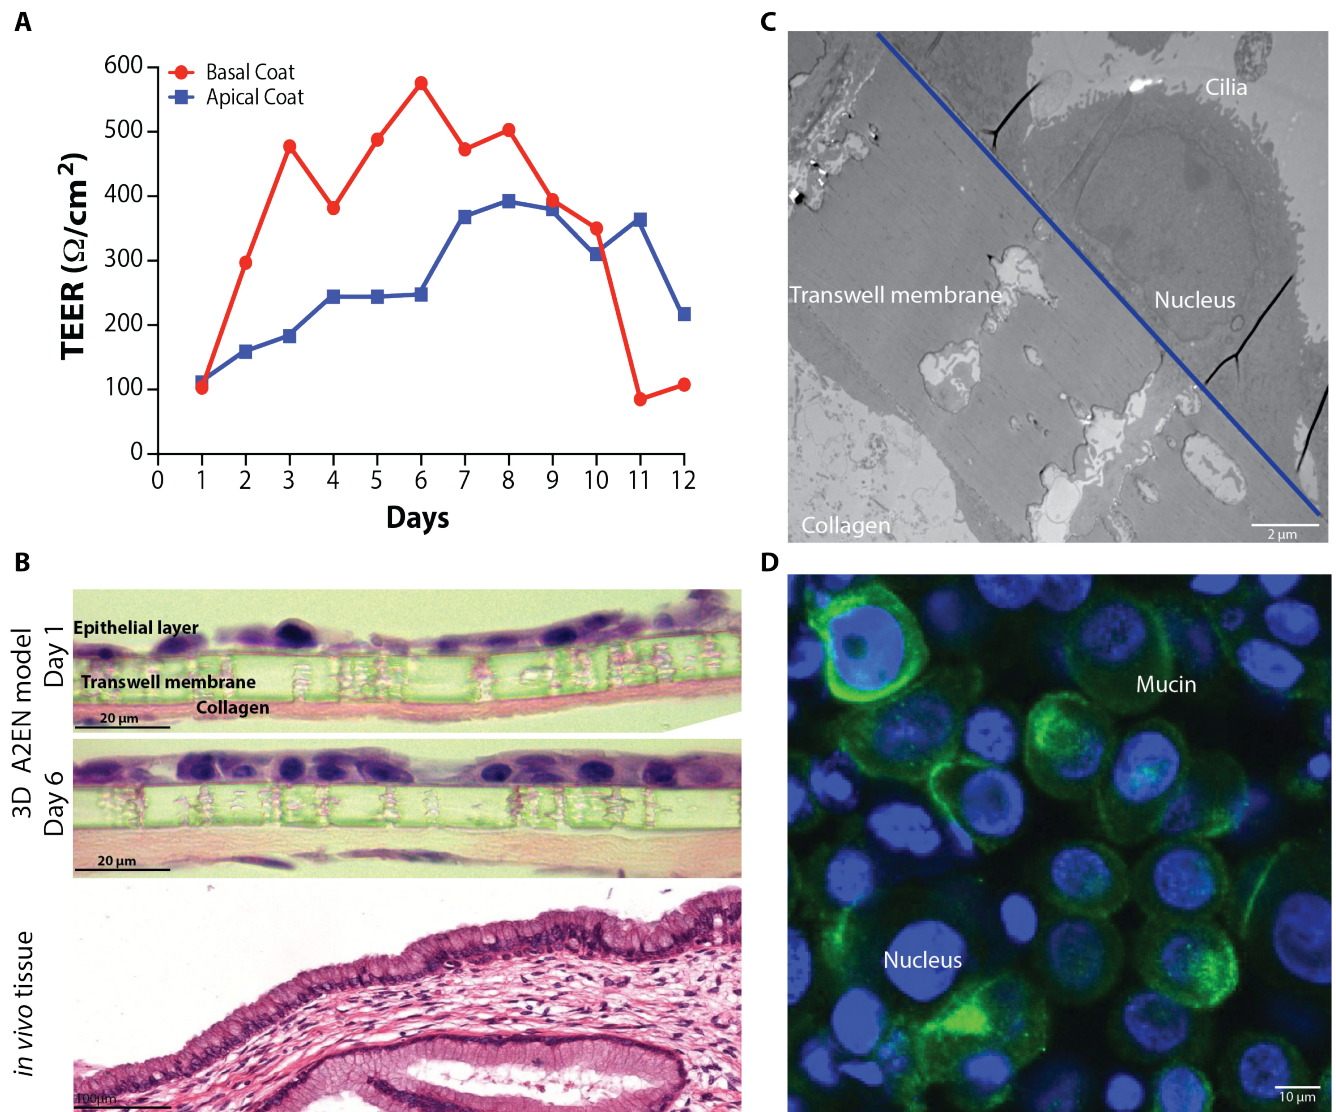 A
600
500
400
300
200
100
0
TEER (Ω/cm²)
Basal Coat
Apical Coat
0 1 2 3 4 5 6 7 8 9 10 11 12
Days
B
3D A2EN model
Day 1
Epithelial layer
Transwell membrane
Collagen
20 µm
Day 6
20 µm
in vivo tissue
100µm
C
Cilia
Transwell membrane
Nucleus
Collagen
2 µm
D
Mucin
Nucleus
10 µm